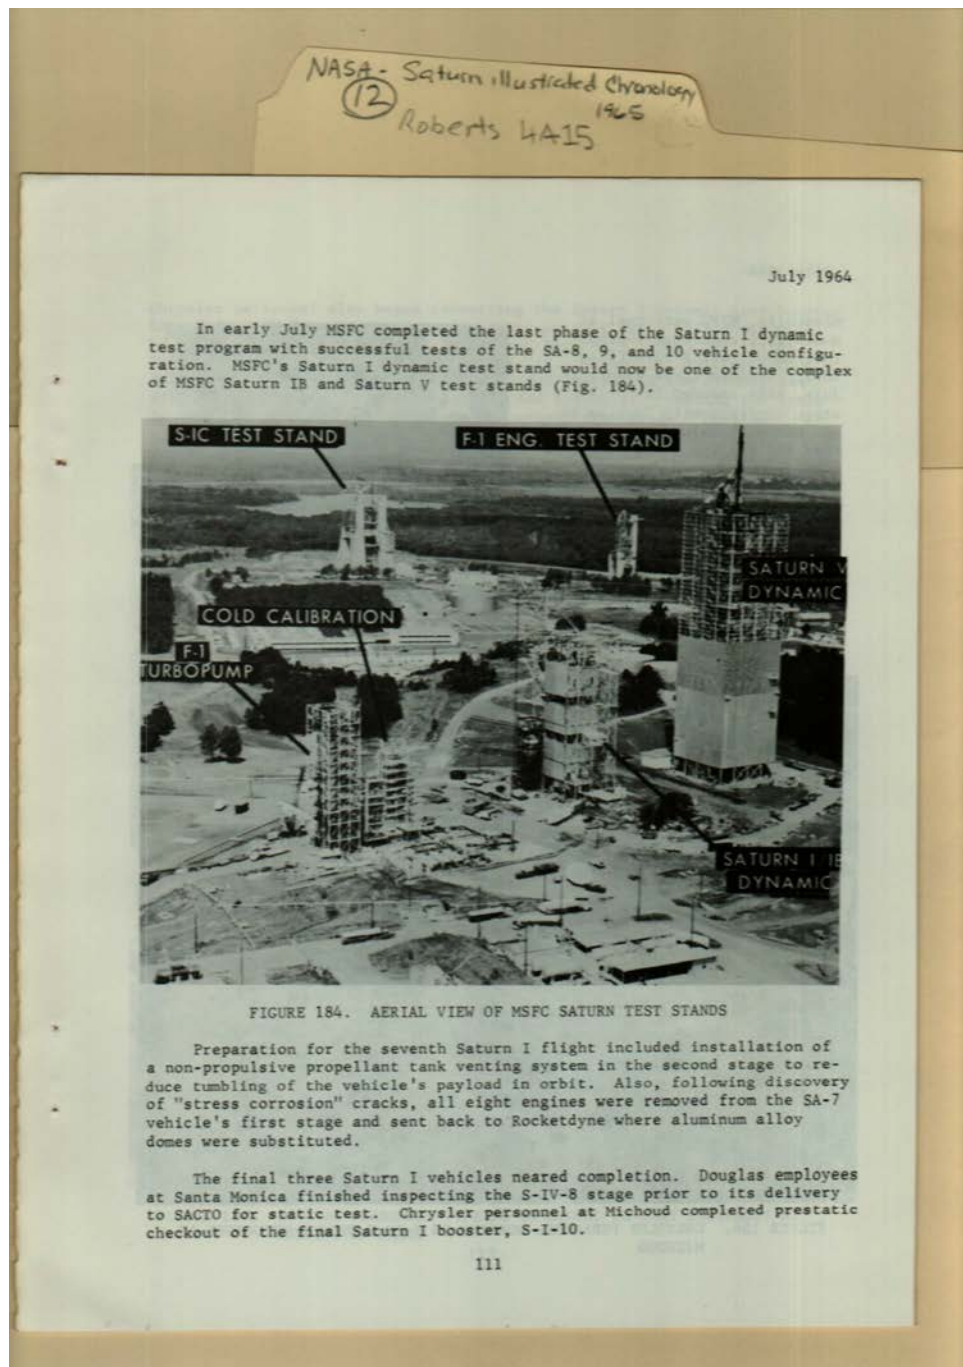 NASA - Saturn illustrated Chronology
12
1965
Roberts 4A15
July 1964
In early July MSFC completed the last phase of the Saturn I dynamic
test program with successful tests of the SA-8, 9, and 10 vehicle configu-
ration. MSFC's Saturn I dynamic test stand would now be one of the complex
of MSFC Saturn IB and Saturn V test stands (Fig. 184).
S-IC TEST STAND
F-1 ENG. TEST STAND
SATURN V
DYNAMIC
COLD CALIBRATION
F-1
TURBOPUMP
SATURN I/IB
DYNAMIC
FIGURE 184. AERIAL VIEW OF MSFC SATURN TEST STANDS
Preparation for the seventh Saturn I flight included installation of
a non-propulsive propellant tank venting system in the second stage to re-
duce tumbling of the vehicle's payload in orbit. Also, following discovery
of "stress corrosion" cracks, all eight engines were removed from the SA-7
vehicle's first stage and sent back to Rocketdyne where aluminum alloy
domes were substituted.
The final three Saturn I vehicles neared completion. Douglas employees
at Santa Monica finished inspecting the S-IV-8 stage prior to its delivery
to SACTO for static test. Chrysler personnel at Michoud completed prestatic
checkout of the final Saturn I booster, S-I-10.
111